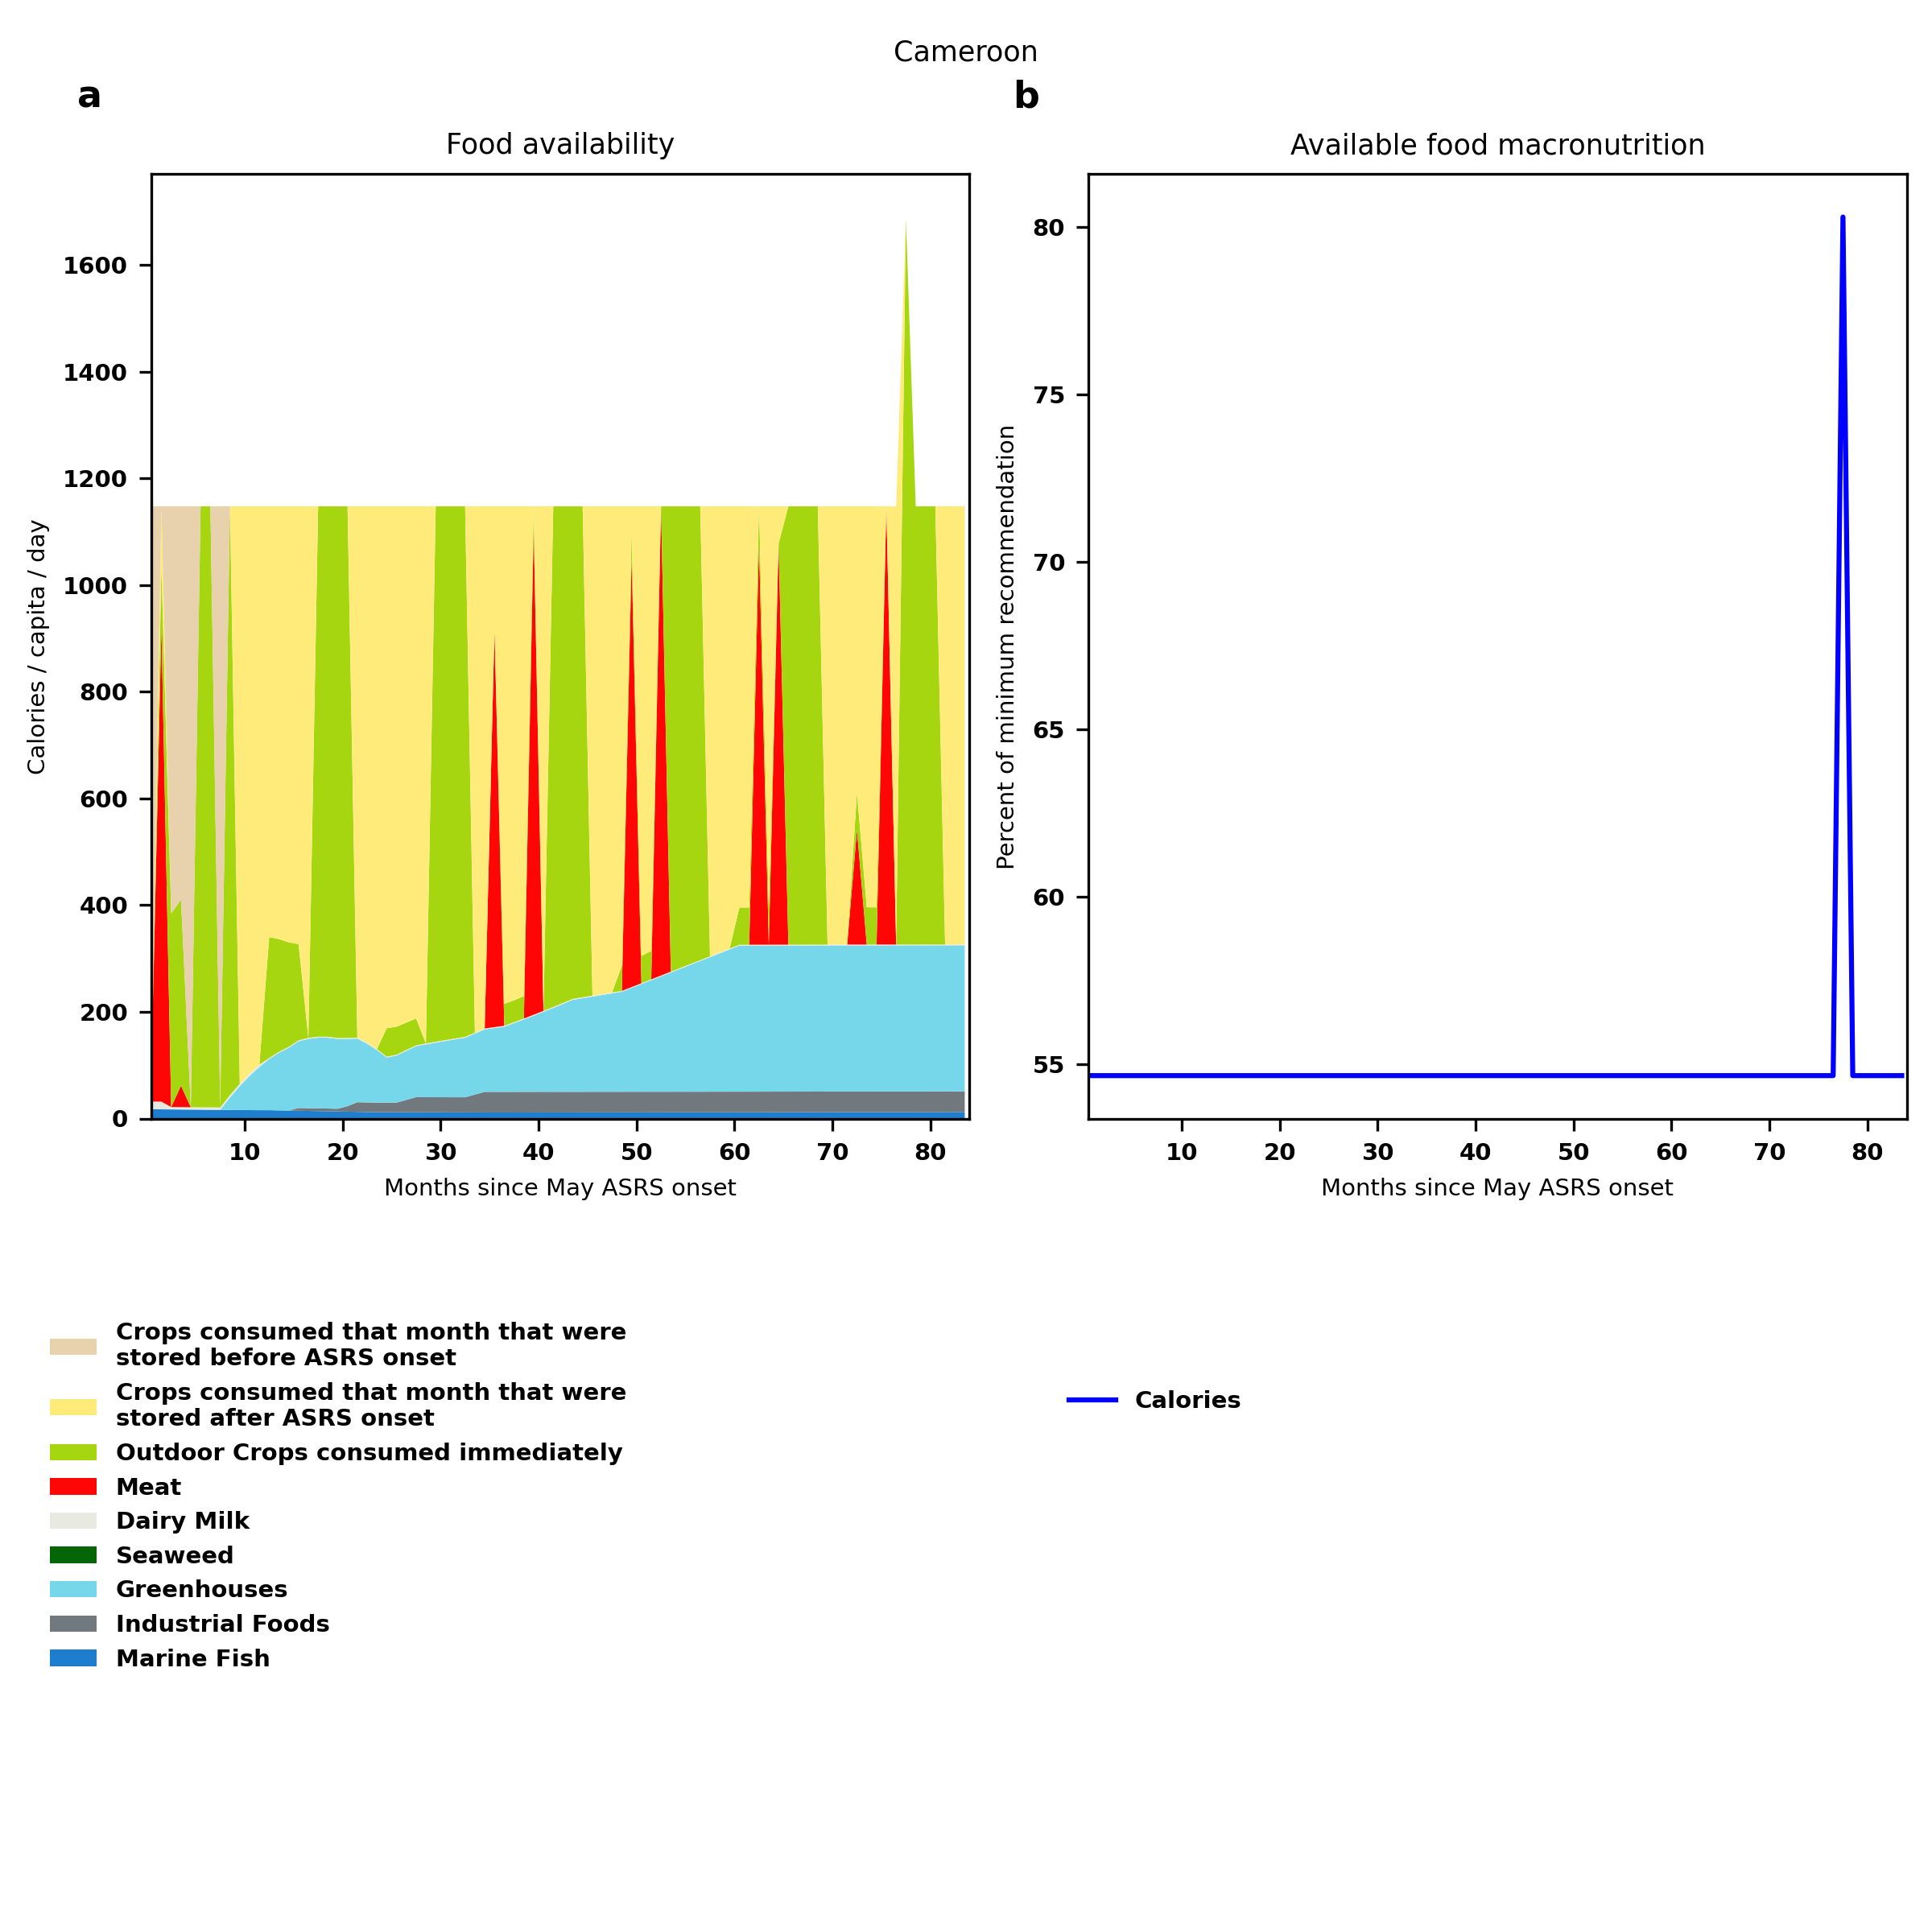 Cameroon
a
Food availability
Calories / capita / day
1600
1400
1200
1000
800
600
400
200
0
10 20 30 40 50 60 70 80
Months since May ASRS onset
b
Available food macronutrition
Percent of minimum recommendation
80
75
70
65
60
55
10 20 30 40 50 60 70 80
Months since May ASRS onset
Crops consumed that month that were
stored before ASRS onset
Crops consumed that month that were
stored after ASRS onset
Outdoor Crops consumed immediately
Meat
Dairy Milk
Seaweed
Greenhouses
Industrial Foods
Marine Fish
Calories